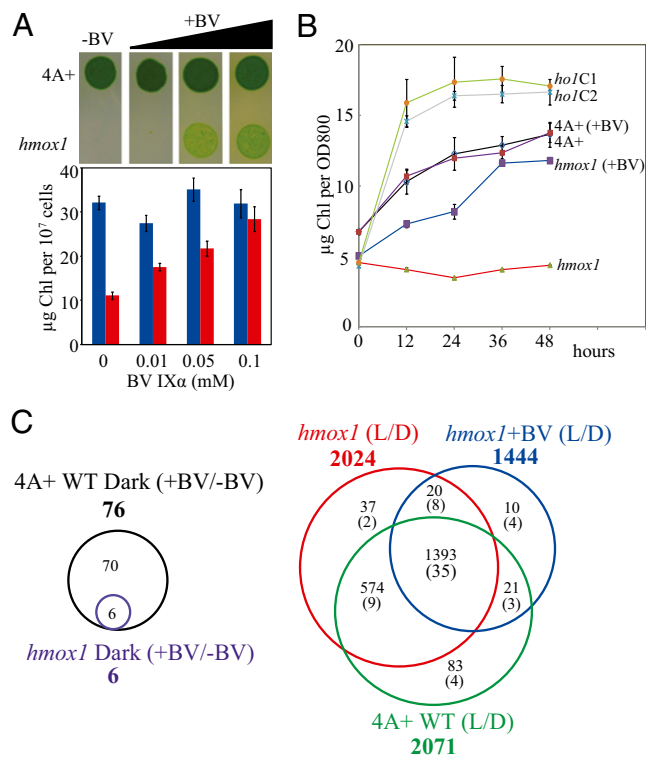 A
-BV
+BV
4A+
hmox1
µg Chl per 10⁷ cells
40
30
20
10
0
0 0.01 0.05 0.1
BV IXα (mM)
B
µg Chl per OD800
20
15
10
5
0
0 12 24 36 48
hours
ho1C1
ho1C2
4A+ (+BV)
4A+
hmox1 (+BV)
hmox1
C
4A+ WT Dark (+BV/-BV)
76
70
6
hmox1 Dark (+BV/-BV)
6
hmox1 (L/D)
2024
hmox1+BV (L/D)
1444
37
(2)
20
(8)
10
(4)
1393
(35)
574
(9)
21
(3)
83
(4)
4A+ WT (L/D)
2071